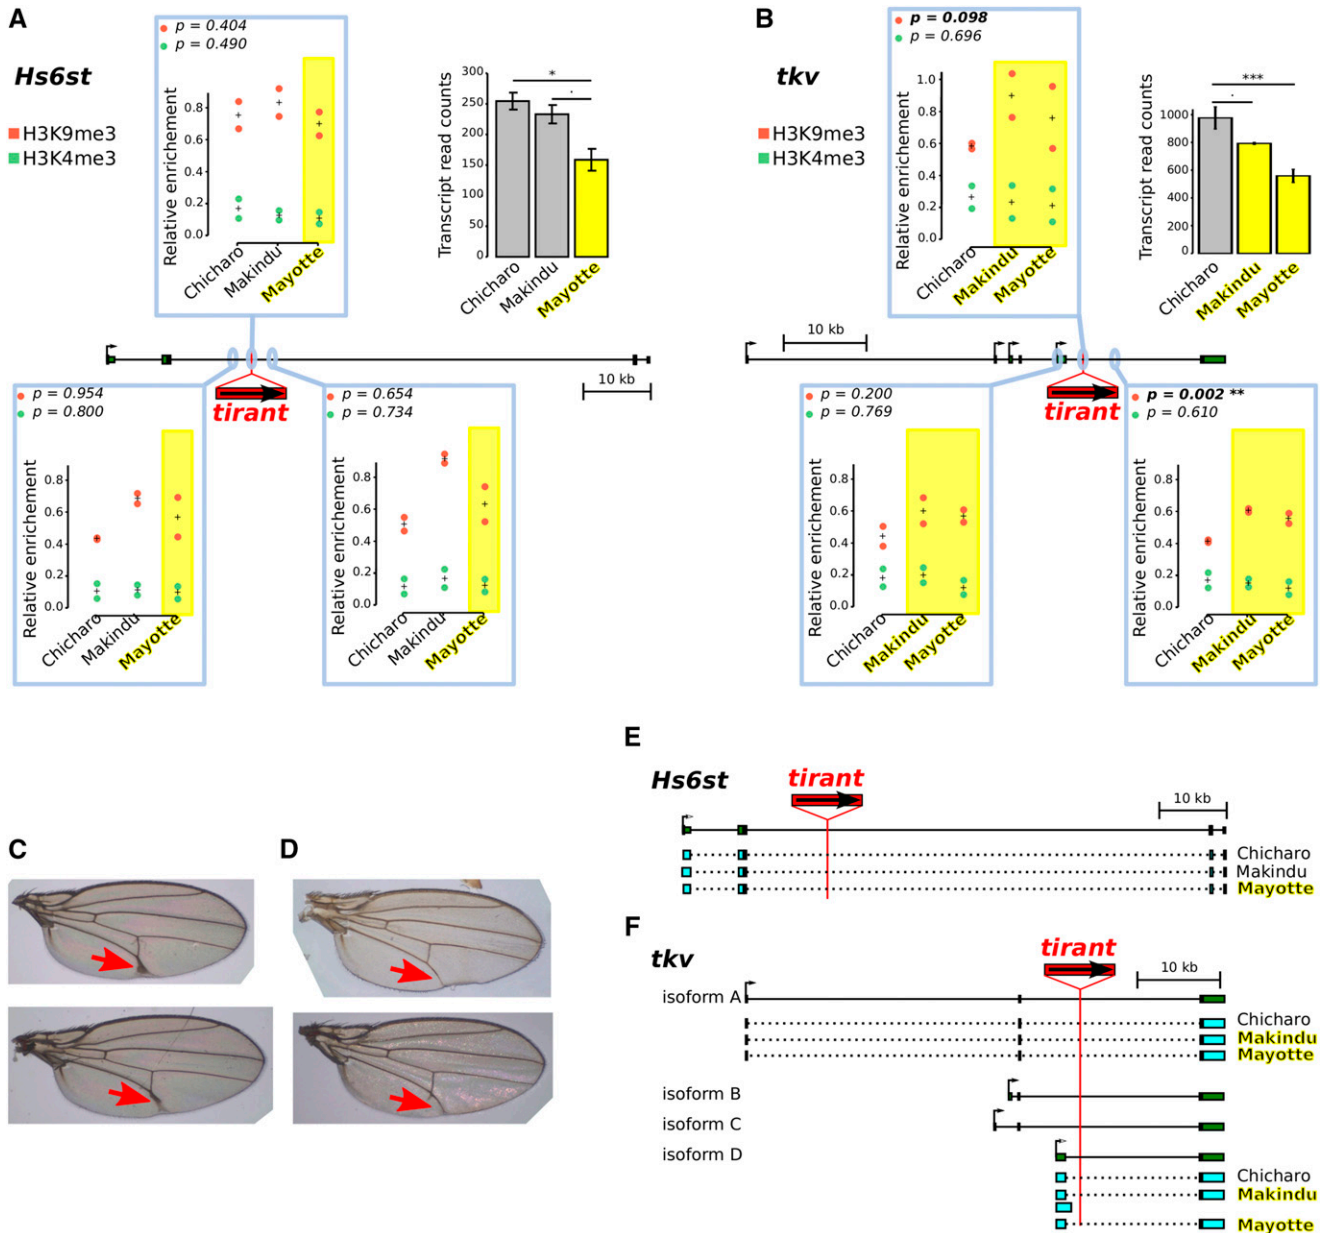 A
p = 0.404
p = 0.490
Hs6st
H3K9me3
H3K4me3
Relative enrichement
0.8
0.6
0.4
0.2
0.0
Chicharo
Makindu
Mayotte
Transcript read counts
300
250
200
150
100
50
0
*
.
Chicharo
Makindu
Mayotte
10 kb
tirant
p = 0.954
p = 0.800
Relative enrichement
0.8
0.6
0.4
0.2
0.0
Chicharo
Makindu
Mayotte
p = 0.654
p = 0.734
Relative enrichement
0.8
0.6
0.4
0.2
0.0
Chicharo
Makindu
Mayotte
B
p = 0.098
p = 0.696
tkv
H3K9me3
H3K4me3
Relative enrichement
1.0
0.8
0.6
0.4
0.2
0.0
Chicharo
Makindu
Mayotte
Transcript read counts
1000
800
600
400
200
0
***
.
Chicharo
Makindu
Mayotte
10 kb
tirant
p = 0.200
p = 0.769
Relative enrichement
0.8
0.6
0.4
0.2
0.0
Chicharo
Makindu
Mayotte
p = 0.002 **
p = 0.610
Relative enrichement
0.8
0.6
0.4
0.2
0.0
Chicharo
Makindu
Mayotte
C
D
E
Hs6st
tirant
10 kb
Chicharo
Makindu
Mayotte
F
tkv
tirant
10 kb
isoform A
Chicharo
Makindu
Mayotte
isoform B
isoform C
isoform D
Chicharo
Makindu
Mayotte